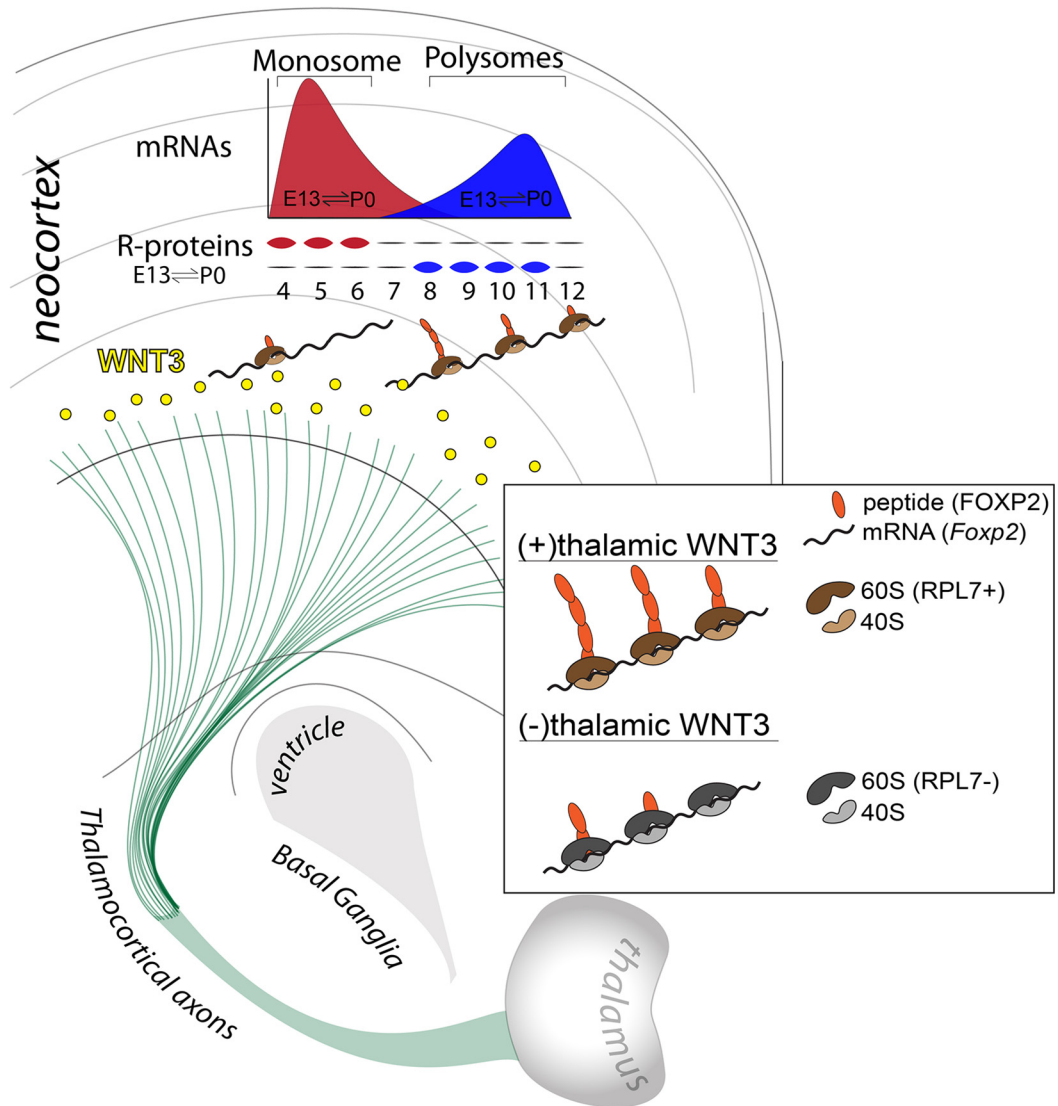 Monosome Polysomes
mRNAs
E13⇌P0 E13⇌P0
neocortex
R-proteins
E13⇌P0
4 5 6 7 8 9 10 11 12
WNT3
peptide (FOXP2)
mRNA (Foxp2)
(+)thalamic WNT3
60S (RPL7+)
40S
(-)thalamic WNT3
60S (RPL7-)
40S
ventricle
Basal Ganglia
Thalamocortical axons
thalamus